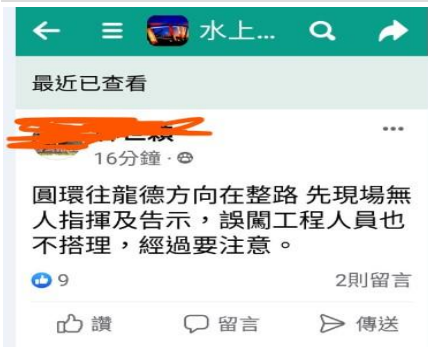 水上...
最近已查看
16分鐘
圓環往龍德方向在整路 先現場無
人指揮及告示，誤闖工程人員也
不搭理，經過要注意。
9
2則留言
讚
留言
傳送